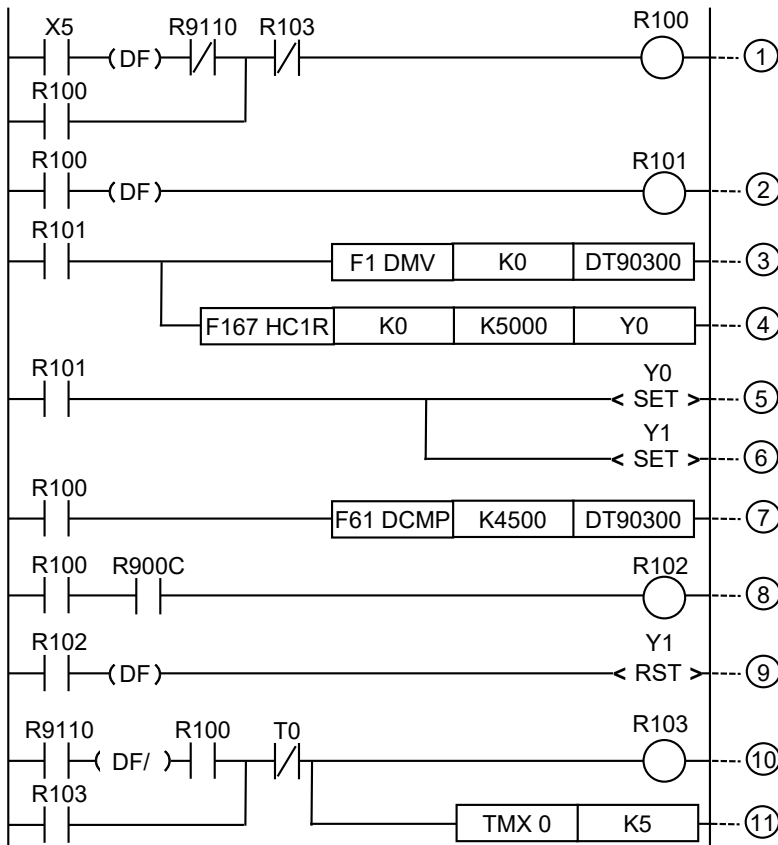 X5 R9110 R103 R100
(DF) ①
R100
R100 R101
(DF) ②
R101
F1 DMV K0 DT90300 ③
F167 HC1R K0 K5000 Y0 ④
R101 Y0
< SET > ⑤
Y1
< SET > ⑥
R100
F61 DCMP K4500 DT90300 ⑦
R100 R900C R102
⑧
R102 Y1
(DF) < RST > ⑨
R9110 R100 T0 R103
( DF/ ) ⑩
R103
TMX 0 K5 ⑪